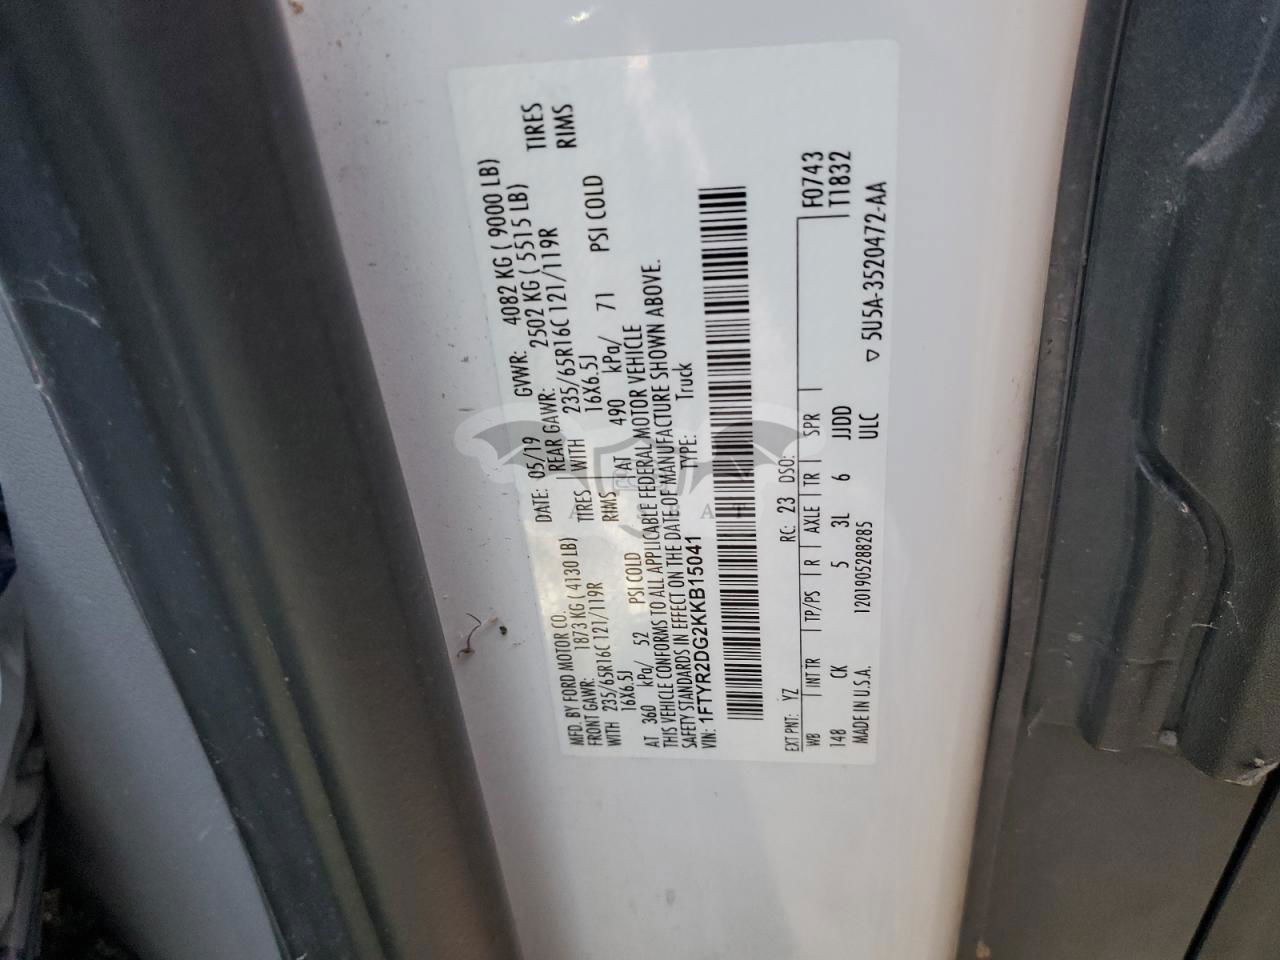 MFD. BY FORD MOTOR CO. DATE: 05/19 GVWR: 4082 KG ( 9000 LB)
FRONT GAWR: 1873 KG ( 4130 LB) REAR GAWR: 2502 KG ( 5515 LB)
WITH 235/65R16C 121/119R TIRES WITH 235/65R16C 121/119R TIRES
16X6.5J RIMS 16X6.5J RIMS
AT 360 kPa/ 52 PSI COLD AT 490 kPa/ 71 PSI COLD
THIS VEHICLE CONFORMS TO ALL APPLICABLE FEDERAL MOTOR VEHICLE
SAFETY STANDARDS IN EFFECT ON THE DATE OF MANUFACTURE SHOWN ABOVE.
VIN: 1FTYR2DG2KKB15041 TYPE: Truck
EXT PNT: YZ RC: 23 DSO:
WB INT TR TP/PS R AXLE TR SPR F0743
148 CK 5 3L 6 JJDD T1832
MADE IN U.S.A. 1201905288285 ULC ▽ 5U5A-3520472-AA